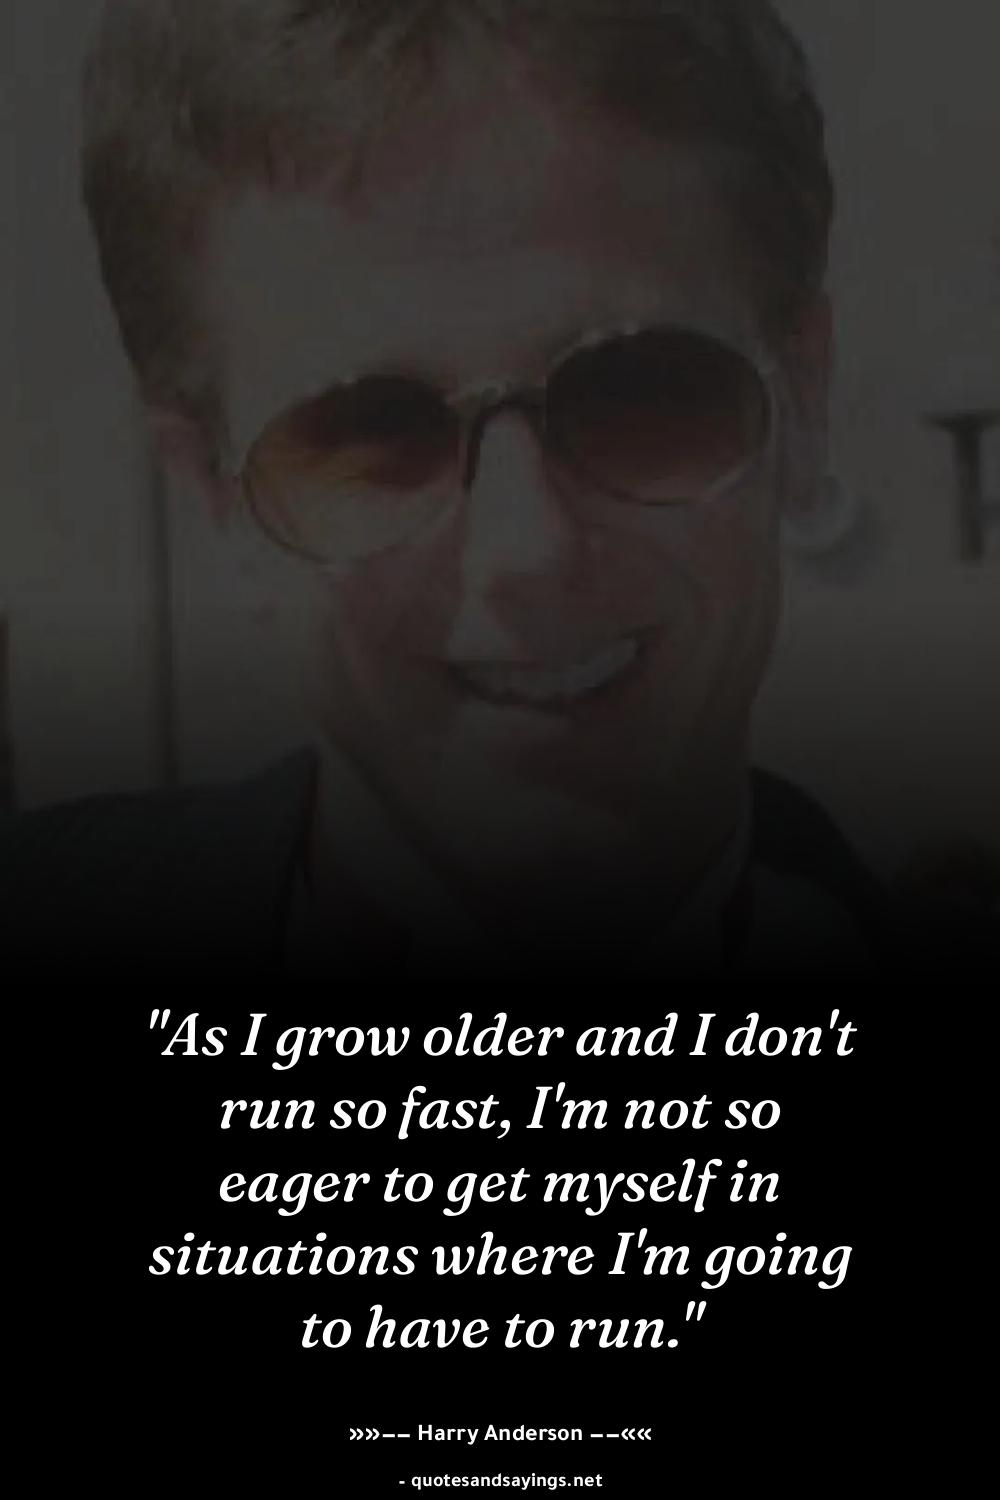 "As I grow older and I don't
run so fast, I'm not so
eager to get myself in
situations where I'm going
to have to run."
»»−− Harry Anderson −−««
- quotesandsayings.net